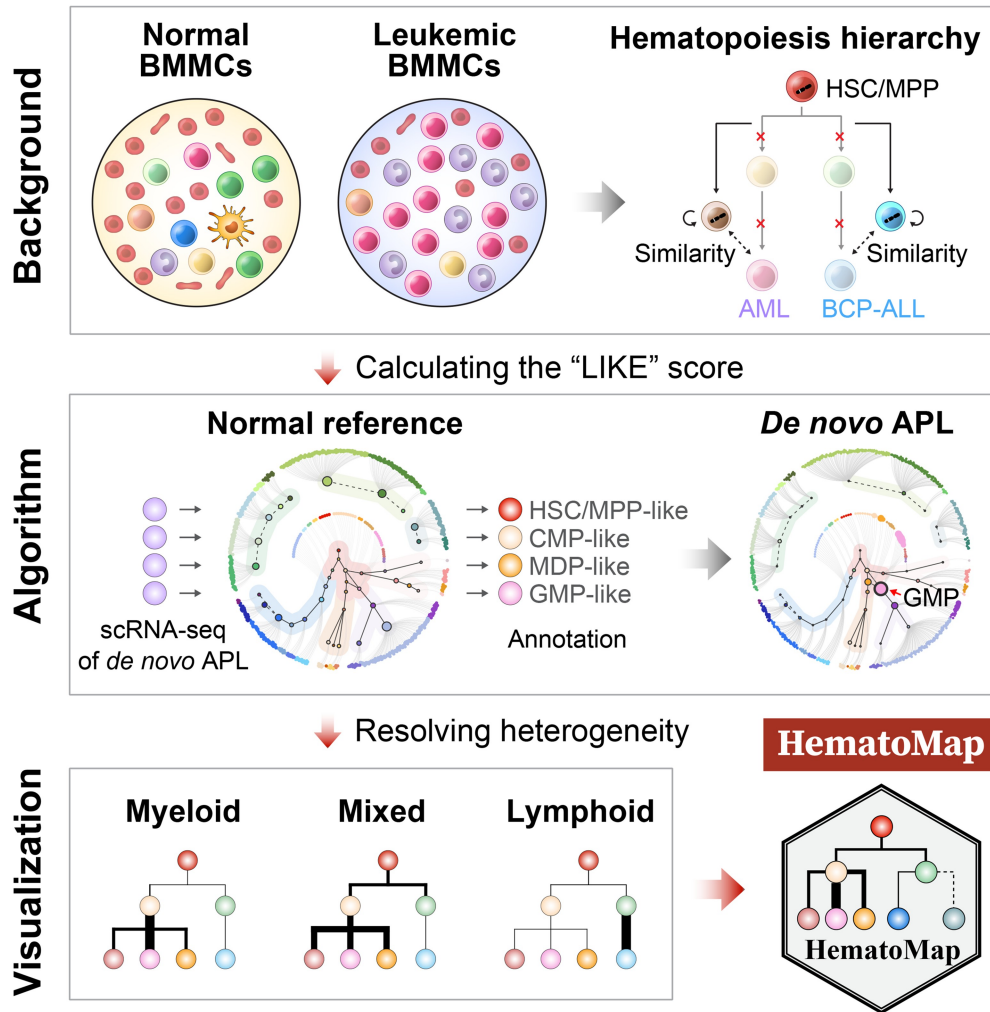 Background
Normal
BMMCs
Leukemic
BMMCs
Hematopoiesis hierarchy
HSC/MPP
Similarity
Similarity
AML
BCP-ALL
Calculating the “LIKE” score
Algorithm
Normal reference
De novo APL
HSC/MPP-like
CMP-like
MDP-like
GMP-like
GMP
scRNA-seq
of de novo APL
Annotation
Resolving heterogeneity
HematoMap
Visualization
Myeloid
Mixed
Lymphoid
HematoMap